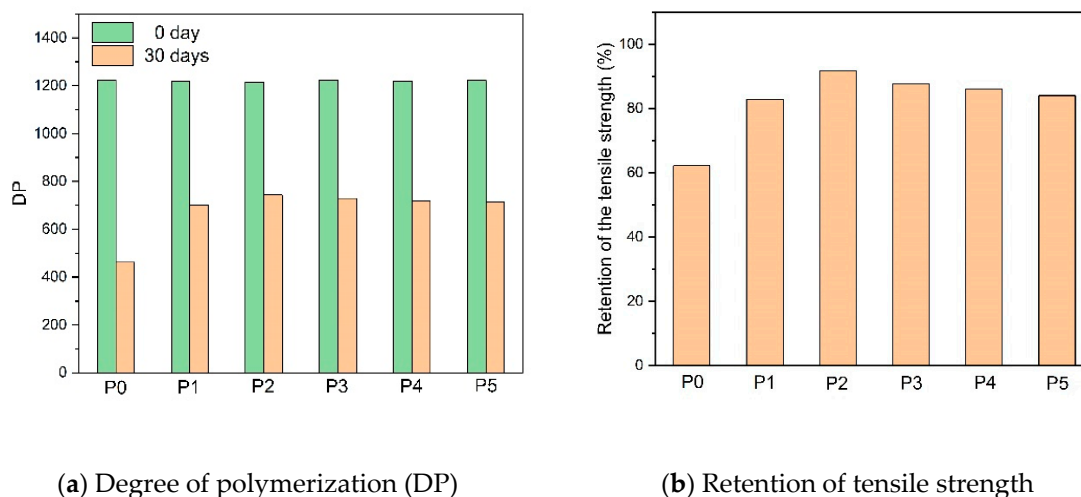 1400
1200
1000
800
600
400
200
0
DP
0 day
30 days
P0 P1 P2 P3 P4 P5
100
80
60
40
20
0
Retention of the tensile strength (%)
P0 P1 P2 P3 P4 P5
(a) Degree of polymerization (DP)
(b) Retention of tensile strength